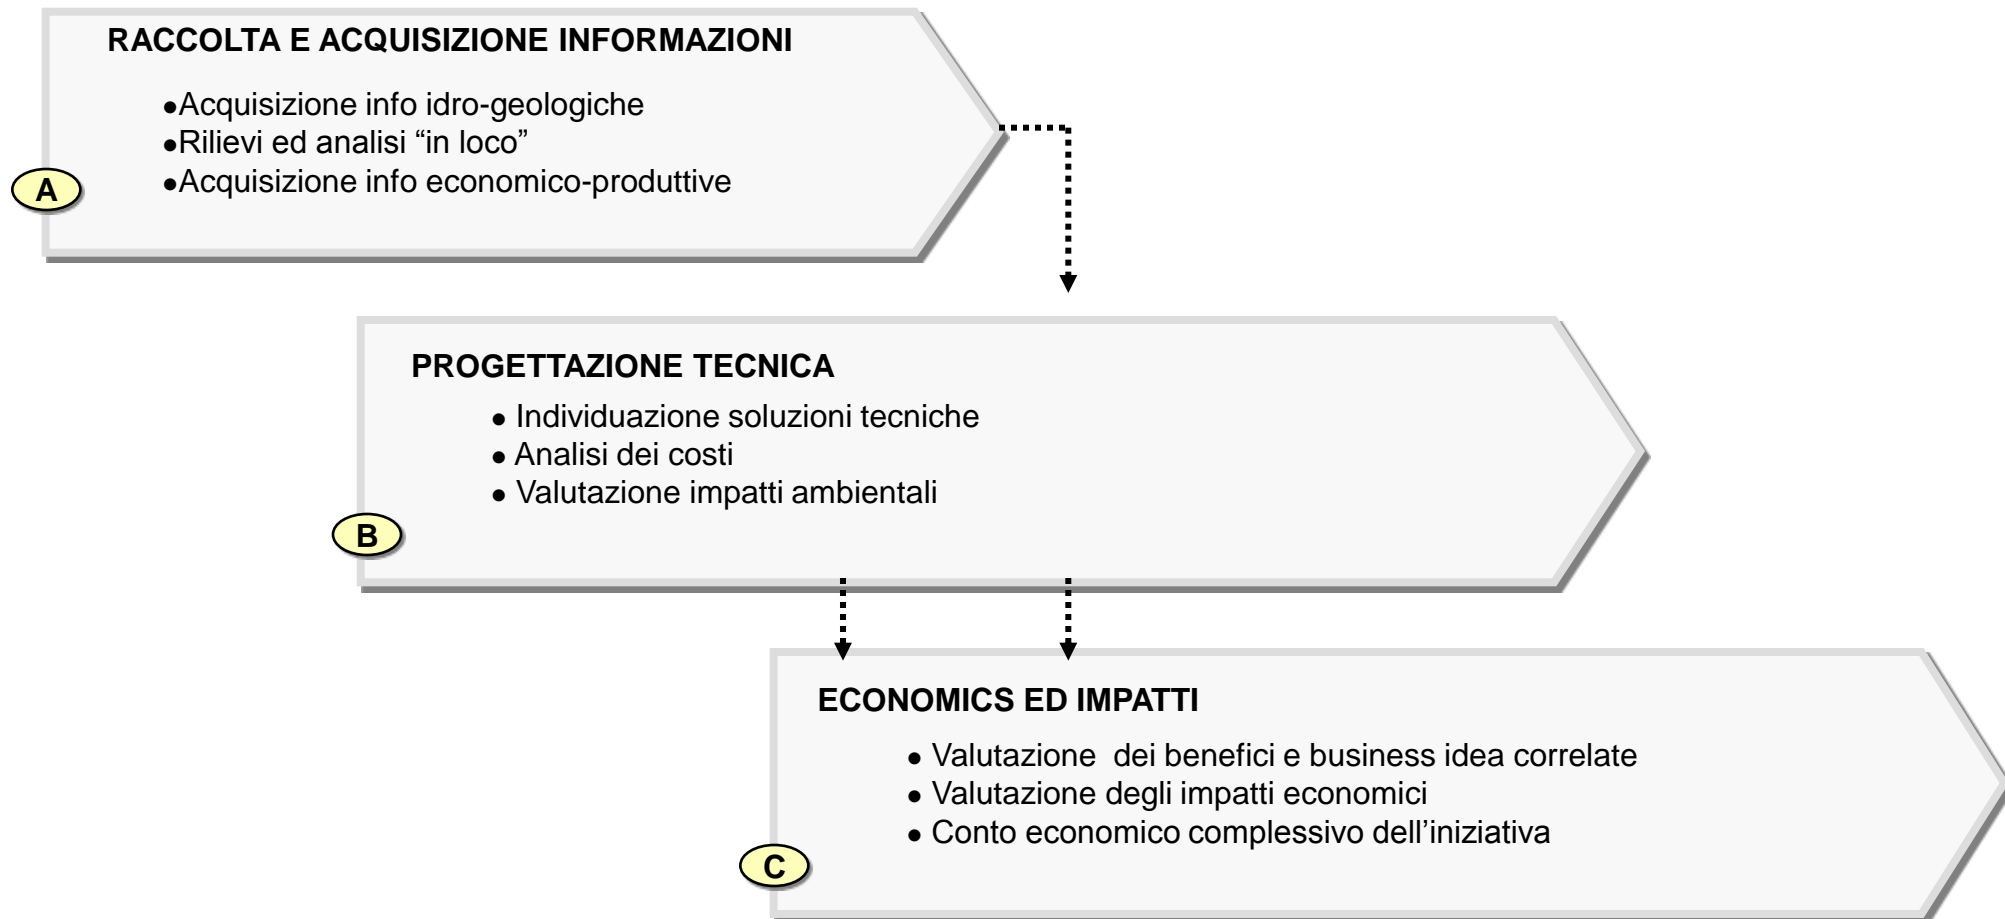 RACCOLTA E ACQUISIZIONE INFORMAZIONI
●Acquisizione info idro-geologiche
●Rilievi ed analisi “in loco”
●Acquisizione info economico-produttive
A
PROGETTAZIONE TECNICA
● Individuazione soluzioni tecniche
● Analisi dei costi
● Valutazione impatti ambientali
B
ECONOMICS ED IMPATTI
● Valutazione  dei benefici e business idea correlate
● Valutazione degli impatti economici
● Conto economico complessivo dell’iniziativa
C